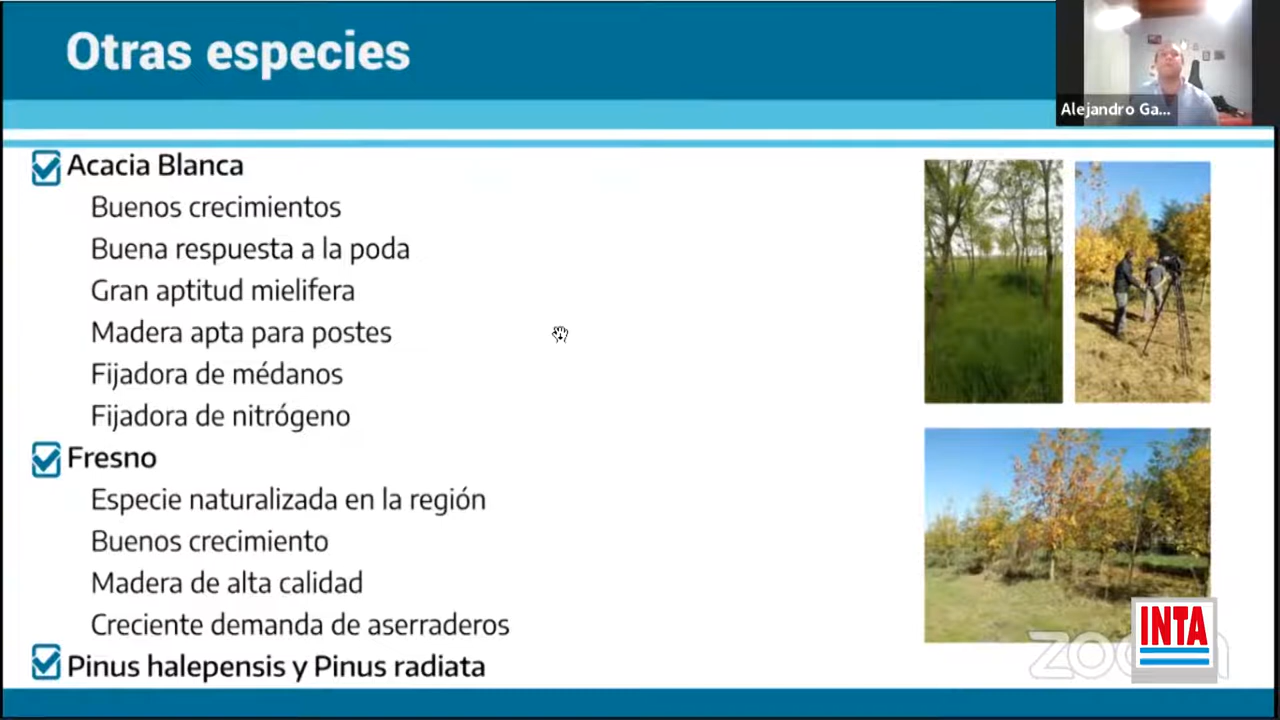 Otras especies
Alejandro Ga...
Acacia Blanca
Buenos crecimientos
Buena respuesta a la poda
Gran aptitud mielifera
Madera apta para postes
Fijadora de médanos
Fijadora de nitrógeno
Fresno
Especie naturalizada en la región
Buenos crecimiento
Madera de alta calidad
Creciente demanda de aserraderos
Pinus halepensis y Pinus radiata
zoom
INTA